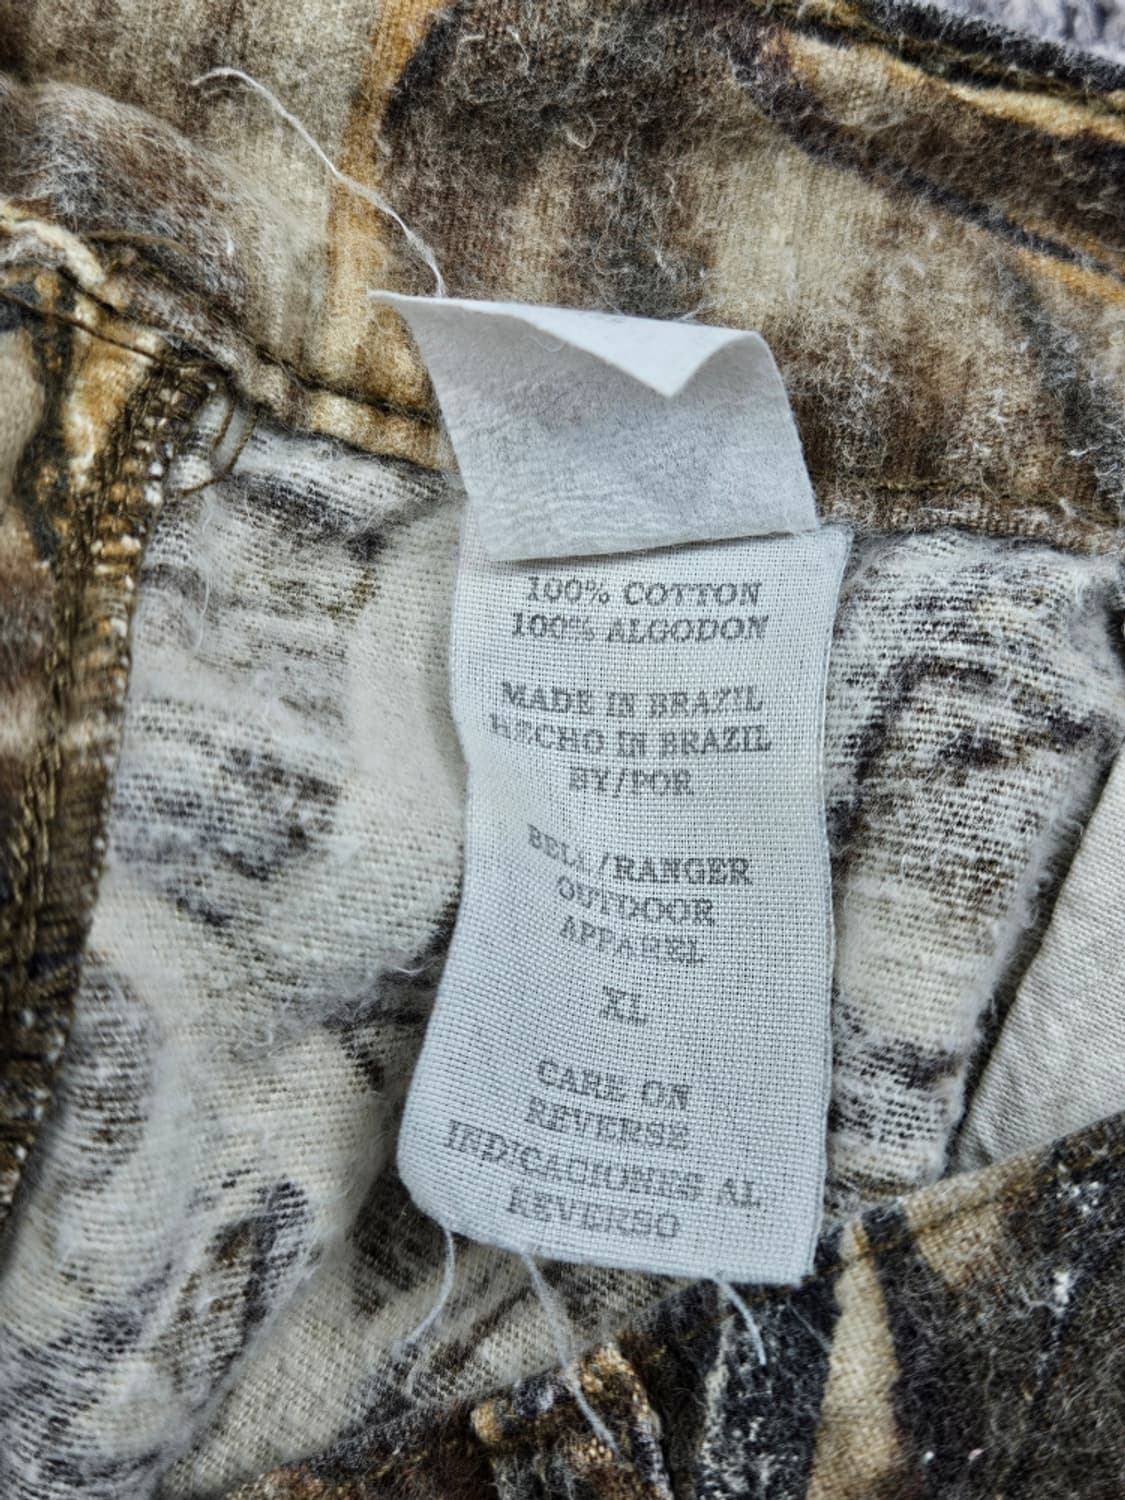 100% COTTON
100% ALGODON
MADE IN BRAZIL
HECHO IN BRAZIL
BY/POR
BELL/RANGER
OUTDOOR
APPAREL
XL
CARE ON
REVERSE
INDICACIONES AL
REVERSO